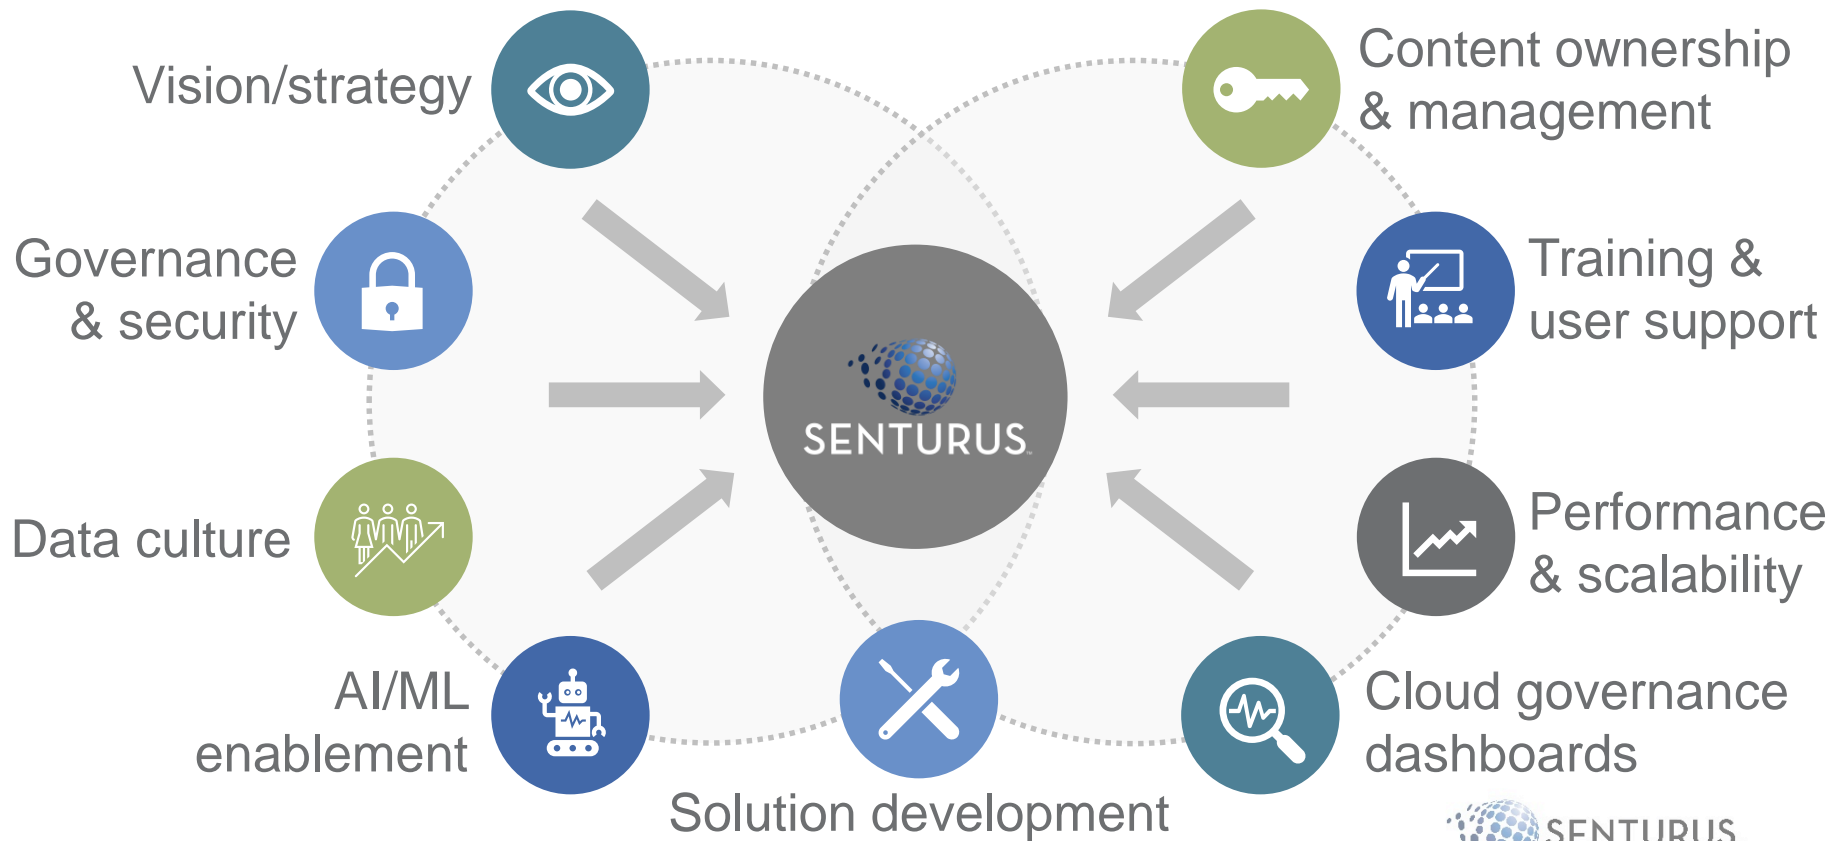 Vision/strategy
Content ownership
& management
Governance
& security
Training &
user support
SENTURUS
Data culture
Performance
& scalability
AI/ML
enablement
Cloud governance
dashboards
Solution development
SENTURUS